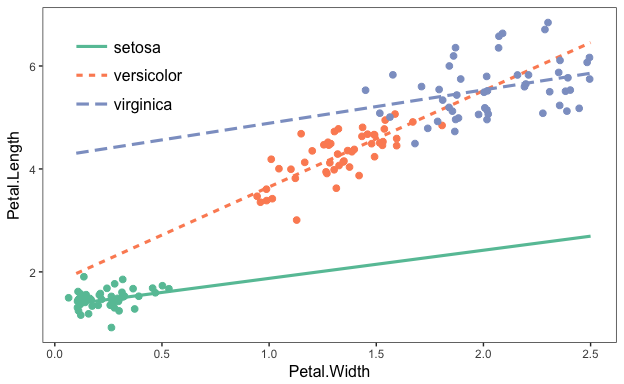 setosa
versicolor
virginica
Petal.Length
6
4
2
0.0 0.5 1.0 1.5 2.0 2.5
Petal.Width